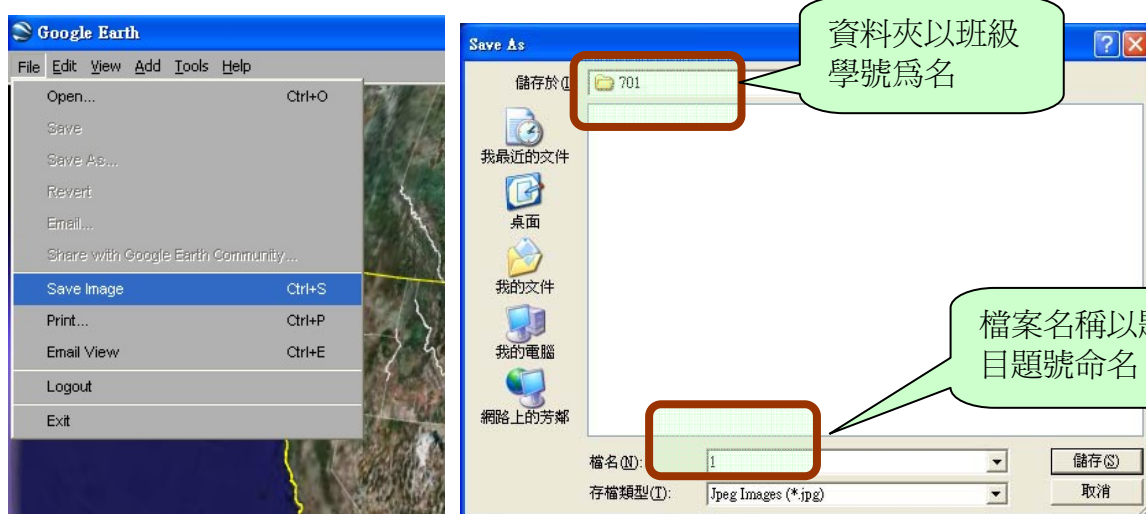 Google Earth
File Edit View Add Tools Help
Open... Ctrl+O
Save
Save As...
Revert
Email...
Share with Google Earth Community...
Save Image Ctrl+S
Print... Ctrl+P
Email View Ctrl+E
Logout
Exit
Save As
資料夾以班級
學號爲名
儲存於(I
701
我最近的文件
桌面
我的文件
我的電腦
網路上的芳鄰
檔案名稱以題
目題號命名
檔名(N): 1 儲存(S)
存檔類型(T): Jpeg Images (*.jpg) 取消